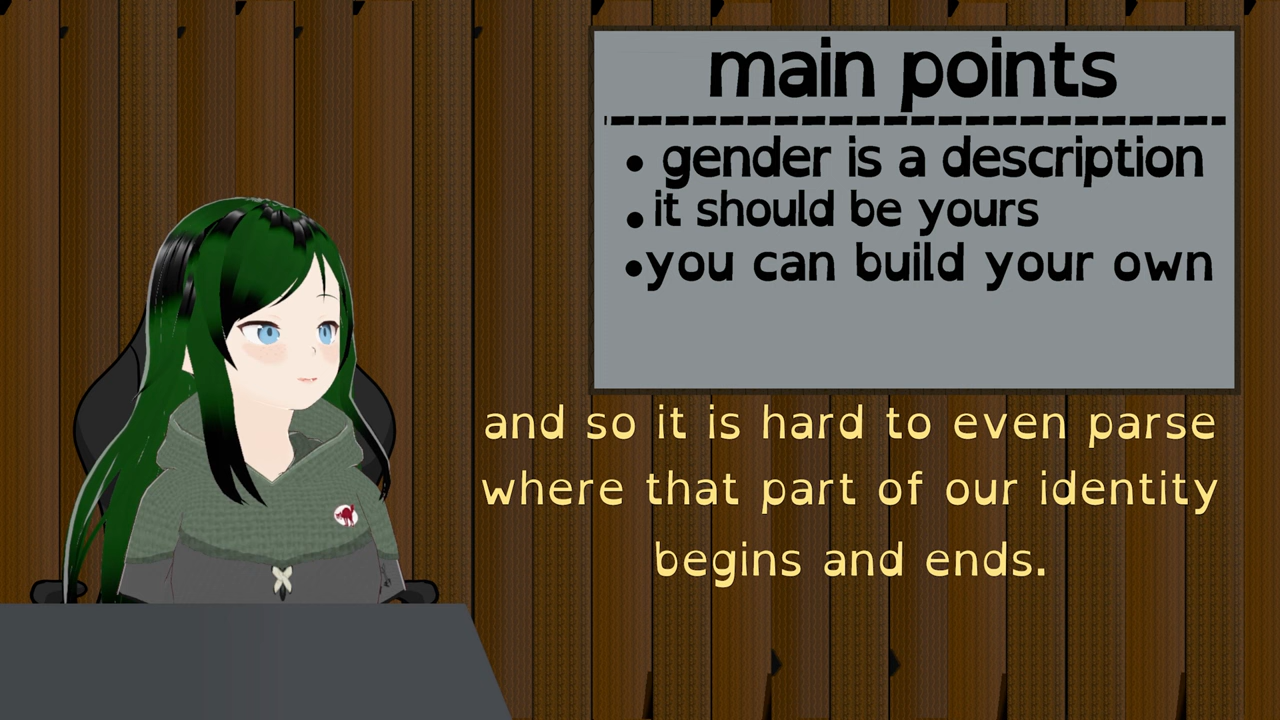 main points
• gender is a description
• it should be yours
• you can build your own
and so it is hard to even parse
where that part of our identity
begins and ends.